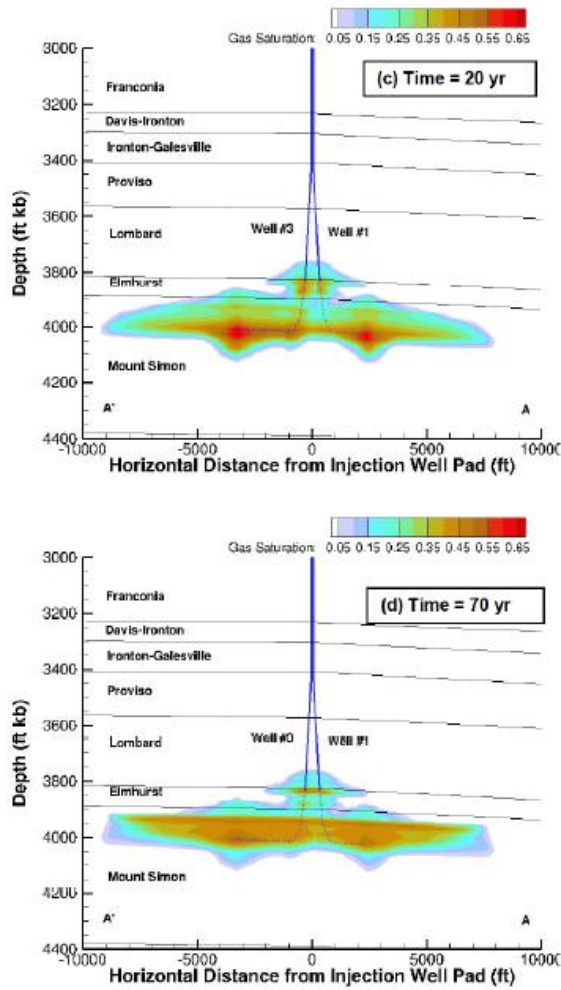 Gas Saturation: 0.05 0.15 0.25 0.35 0.45 0.55 0.65
(c) Time = 20 yr
3000
Franconia
3200
Davis-Ironton
Ironton-Galesville
3400
Proviso
3600
Lombard
Well #3 Well #1
3800
Elmhurst
4000
Mount Simon
4200
A' A
4400
-10000 -5000 0 5000 10000
Depth (ft kb)
Horizontal Distance from Injection Well Pad (ft)
Gas Saturation: 0.05 0.15 0.25 0.35 0.45 0.55 0.65
(d) Time = 70 yr
3000
Franconia
3200
Davis-Ironton
Ironton-Galesville
3400
Proviso
3600
Lombard
Well #3 Well #1
3800
Elmhurst
4000
Mount Simon
4200
A' A
4400
-10000 -5000 0 5000 10000
Depth (ft kb)
Horizontal Distance from Injection Well Pad (ft)